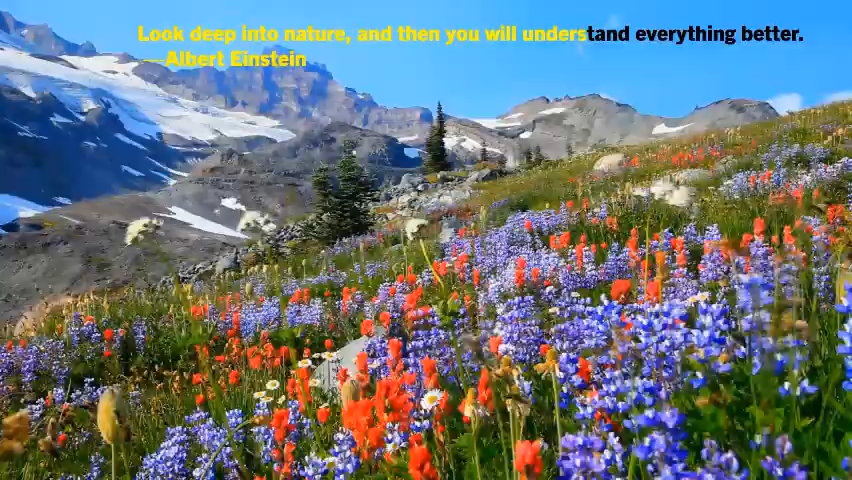 Look deep into nature, and then you will understand everything better.
—Albert Einstein